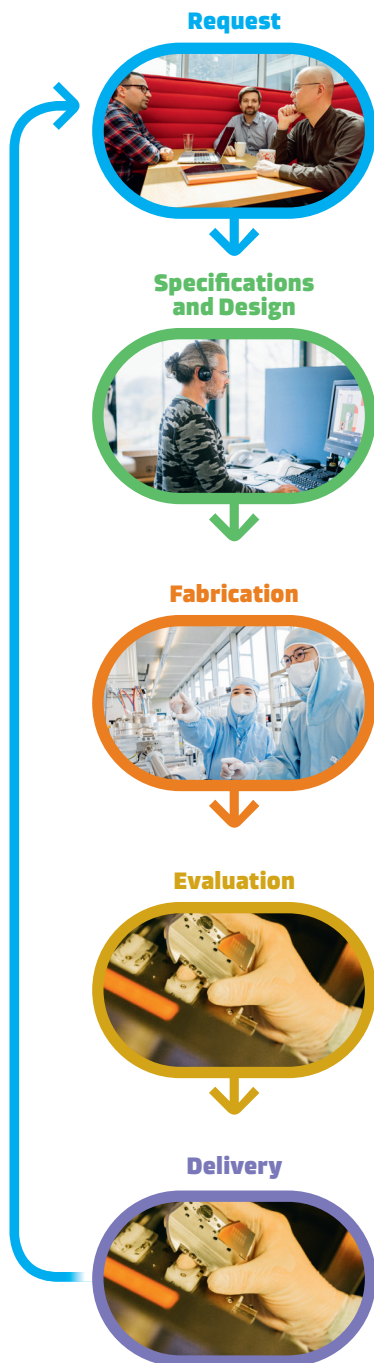 Request
Specifications
and Design
Fabrication
Evaluation
Delivery